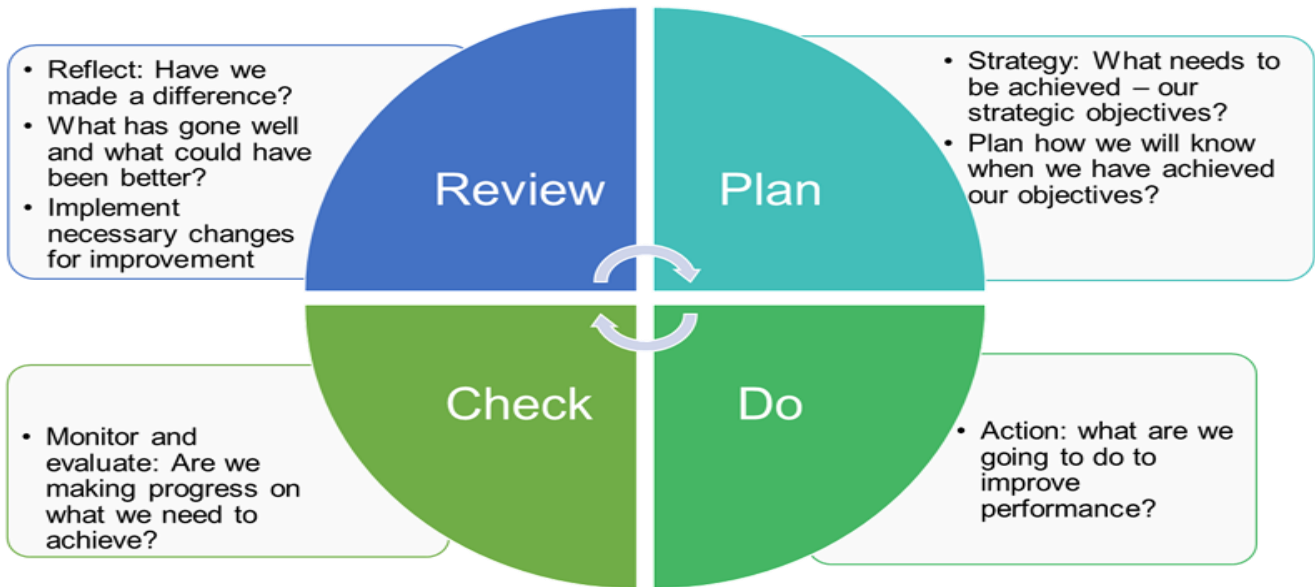 • Reflect: Have we
made a difference?
• What has gone well
and what could have
been better?
• Implement
necessary changes
for improvement
Review
Plan
• Strategy: What needs to
be achieved – our
strategic objectives?
• Plan how we will know
when we have achieved
our objectives?
• Monitor and
evaluate: Are we
making progress on
what we need to
achieve?
Check
Do
• Action: what are we
going to do to
improve
performance?